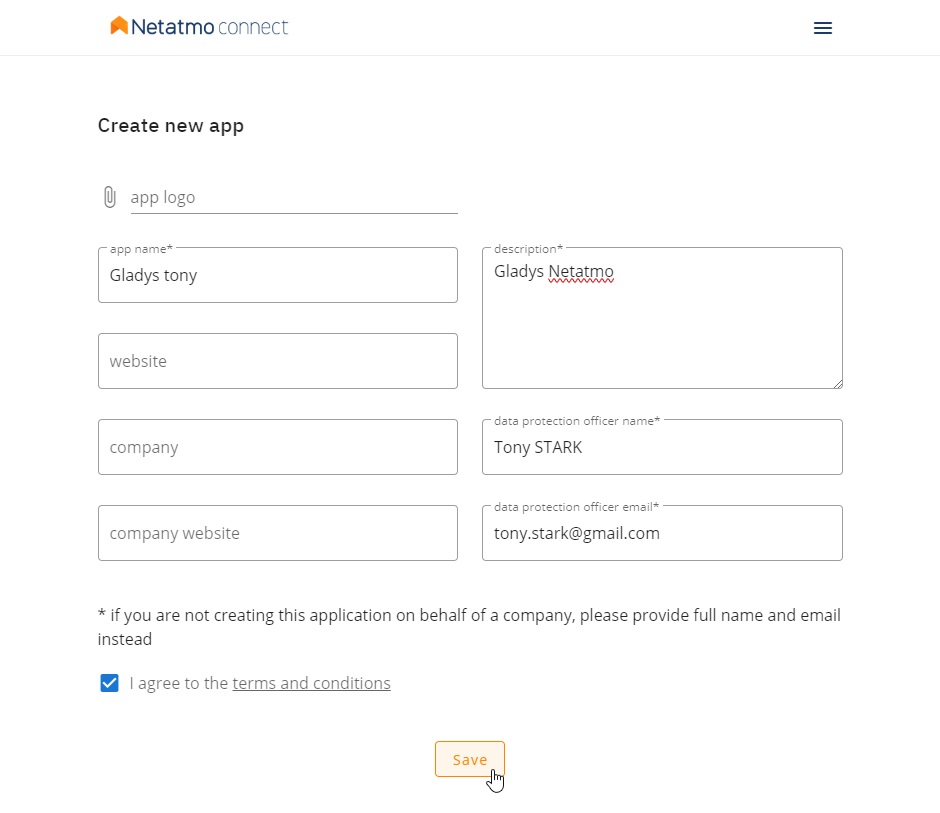 Netatmo connect
Create new app
app logo
app name*
Gladys tony
description*
Gladys Netatmo
website
company
data protection officer name*
Tony STARK
company website
data protection officer email*
tony.stark@gmail.com
* if you are not creating this application on behalf of a company, please provide full name and email
instead
I agree to the terms and conditions
Save